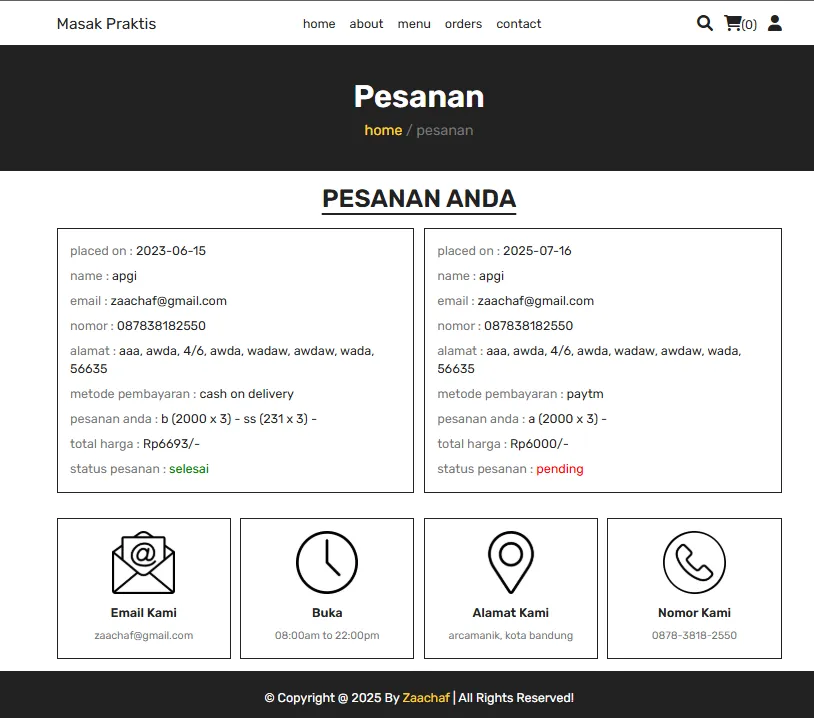 Masak Praktis home about menu orders contact (0)
Pesanan
home / pesanan
PESANAN ANDA
placed on : 2023-06-15
name : apgi
email : zaachaf@gmail.com
nomor : 087838182550
alamat : aaa, awda, 4/6, awda, wadaw, awdaw, wada,
56635
metode pembayaran : cash on delivery
pesanan anda : b (2000 x 3) - ss (231 x 3) -
total harga : Rp6693/-
status pesanan : selesai
placed on : 2025-07-16
name : apgi
email : zaachaf@gmail.com
nomor : 087838182550
alamat : aaa, awda, 4/6, awda, wadaw, awdaw, wada,
56635
metode pembayaran : paytm
pesanan anda : a (2000 x 3) -
total harga : Rp6000/-
status pesanan : pending
@
Email Kami
zaachaf@gmail.com
Buka
08:00am to 22:00pm
Alamat Kami
arcamanik, kota bandung
Nomor Kami
0878-3818-2550
© Copyright @ 2025 By Zaachaf | All Rights Reserved!